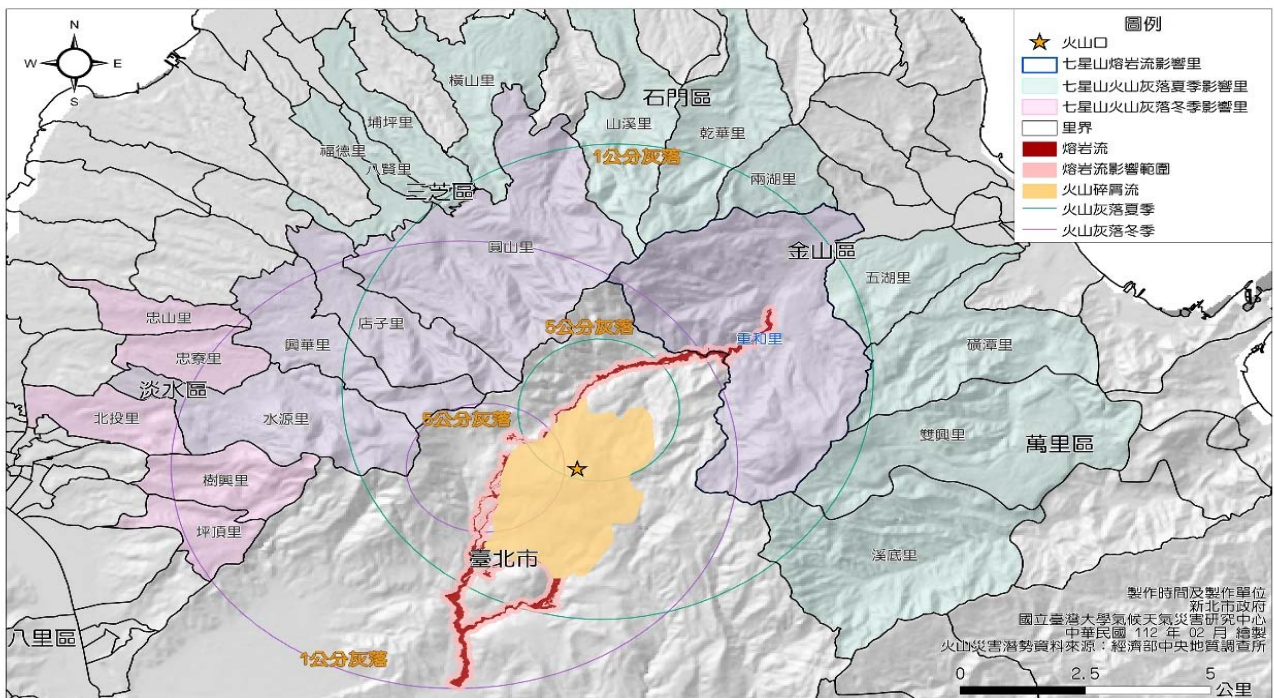 N
W
E
S
圖例
火山口
七星山熔岩流影響里
七星山火山灰落夏季影響里
七星山火山灰落冬季影響里
里界
熔岩流
熔岩流影響範圍
火山碎屑流
火山灰落夏季
火山灰落冬季
橫山里
石門區
埔坪里
山溪里
乾華里
福德里
八賢里
1公分灰落
兩湖里
三芝區
圓山里
金山區
五湖里
忠山里
店子里
5公分灰落
重和里
興華里
忠寮里
磺潭里
淡水區
北投里
水源里
5公分灰落
雙興里
萬里區
樹興里
坪頂里
臺北市
溪底里
八里區
1公分灰落
製作時間及製作單位
新北市政府
國立臺灣大學氣候天氣災害研究中心
中華民國 112 年 02 月 繪製
火山災害潛勢資料來源：經濟部中央地質調查所
0 2.5 5
公里